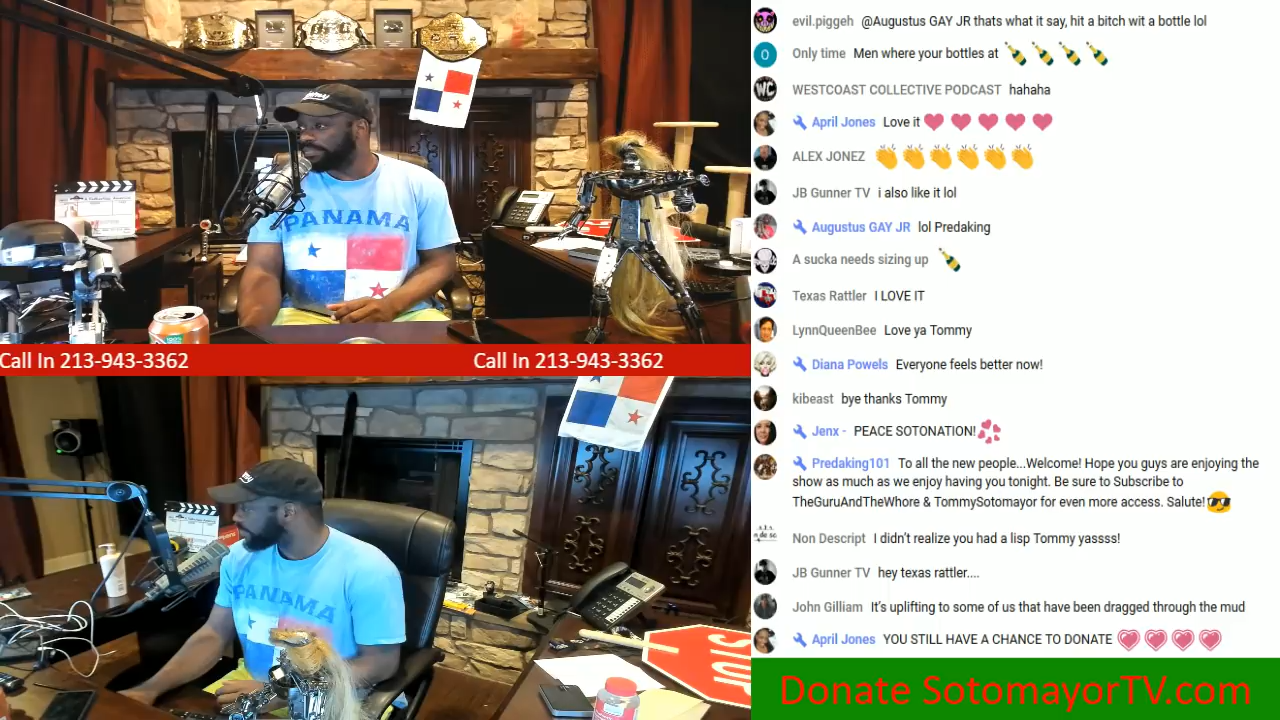 PANAMA
Call In 213-943-3362
Call In 213-943-3362
PANAMA
STOP
evil.piggeh @Augustus GAY JR thats what it say, hit a bitch wit a bottle lol
Only time Men where your bottles at
WESTCOAST COLLECTIVE PODCAST hahaha
April Jones Love it
ALEX JONEZ
JB Gunner TV i also like it lol
Augustus GAY JR lol Predaking
A sucka needs sizing up
Texas Rattler I LOVE IT
LynnQueenBee Love ya Tommy
Diana Powels Everyone feels better now!
kibeast bye thanks Tommy
Jenx - PEACE SOTONATION!
Predaking101 To all the new people...Welcome! Hope you guys are enjoying the
show as much as we enjoy having you tonight. Be sure to Subscribe to
TheGuruAndTheWhore & TommySotomayor for even more access. Salute!
Non Descript I didn't realize you had a lisp Tommy yassss!
JB Gunner TV hey texas rattler....
John Gilliam It's uplifting to some of us that have been dragged through the mud
April Jones YOU STILL HAVE A CHANCE TO DONATE
Donate SotomayorTV.com